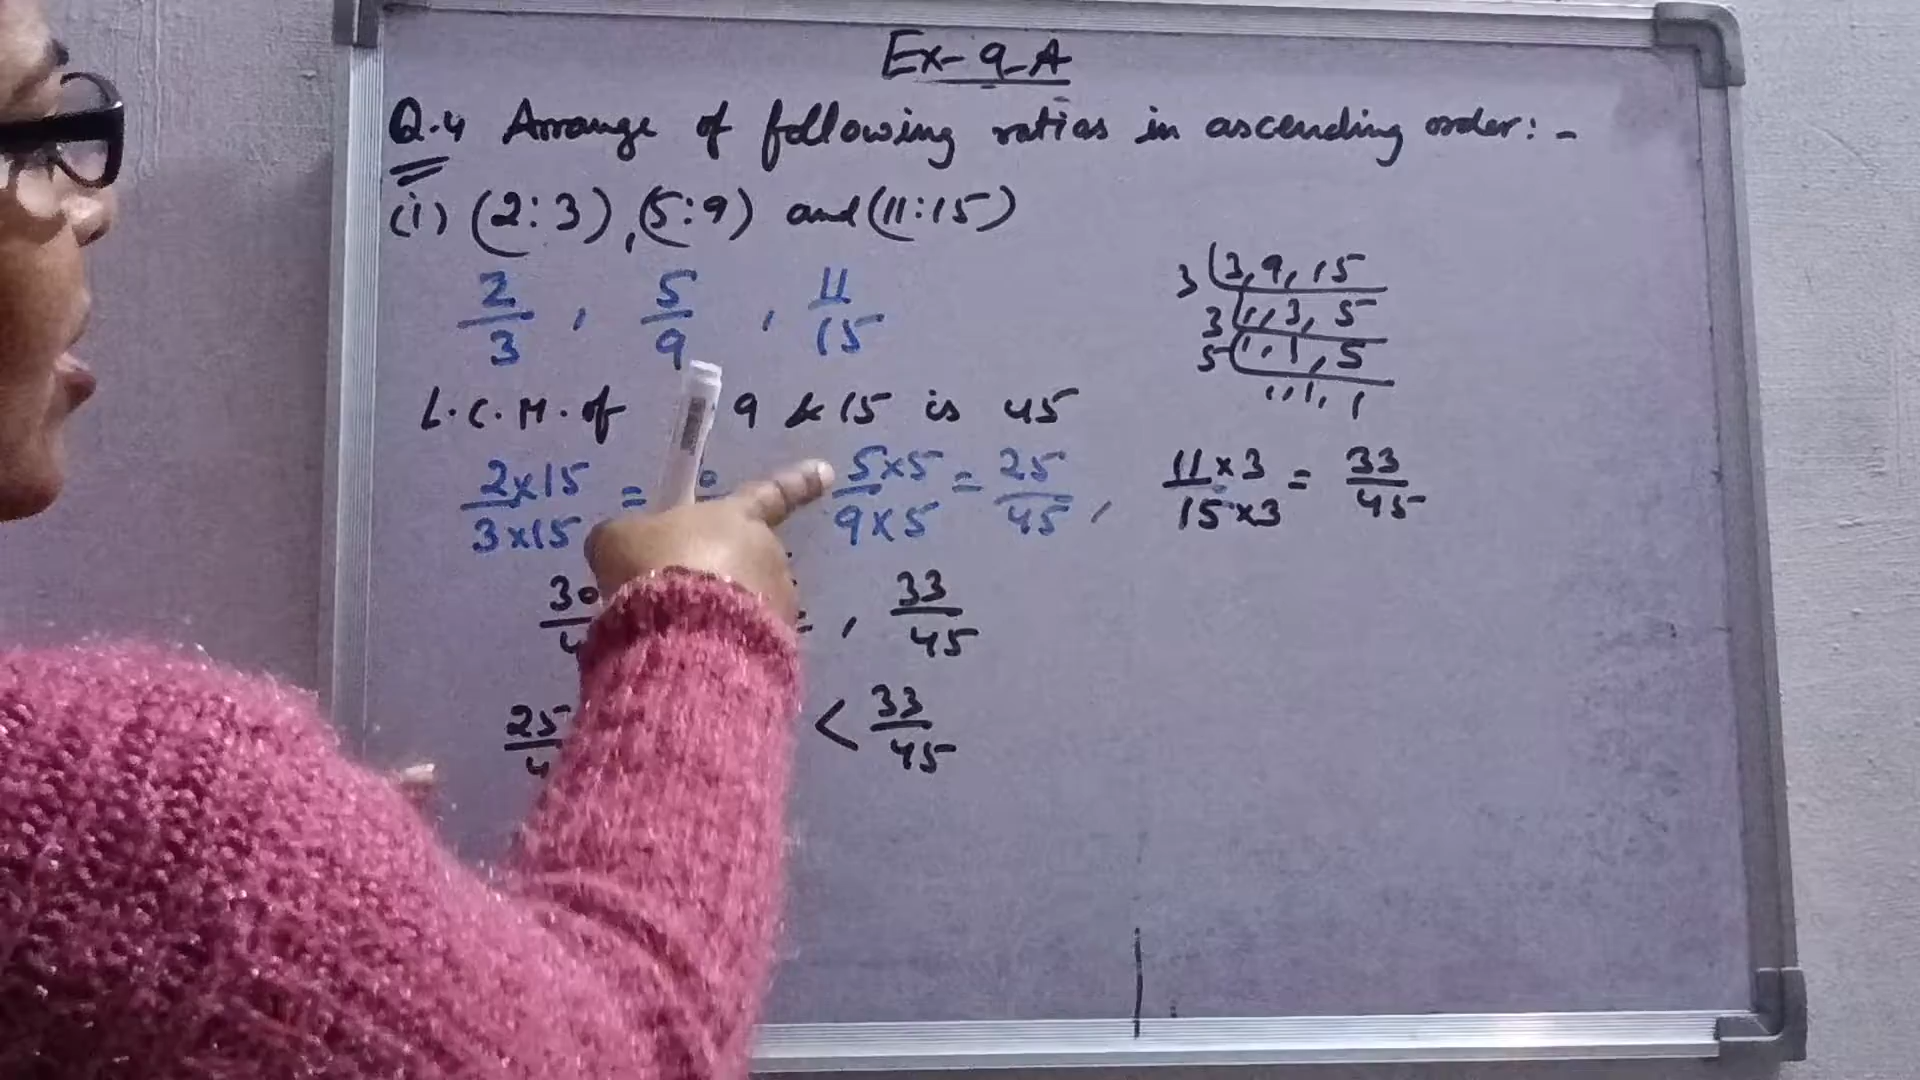 Ex-9-A
Q.4 Arrange of following ratios in ascending order:-
(i) (2:3), (5:9) and (11:15)
2/3, 5/9, 11/15
3 | 3, 9, 15
3 | 1, 3, 5
5 | 1, 1, 5
1, 1, 1
L.C.M. of 9 & 15 is 45
2×15/3×15 = 5×5/9×5 = 25/45, 11×3/15×3 = 33/45
30 , 33/45
25 < 33/45